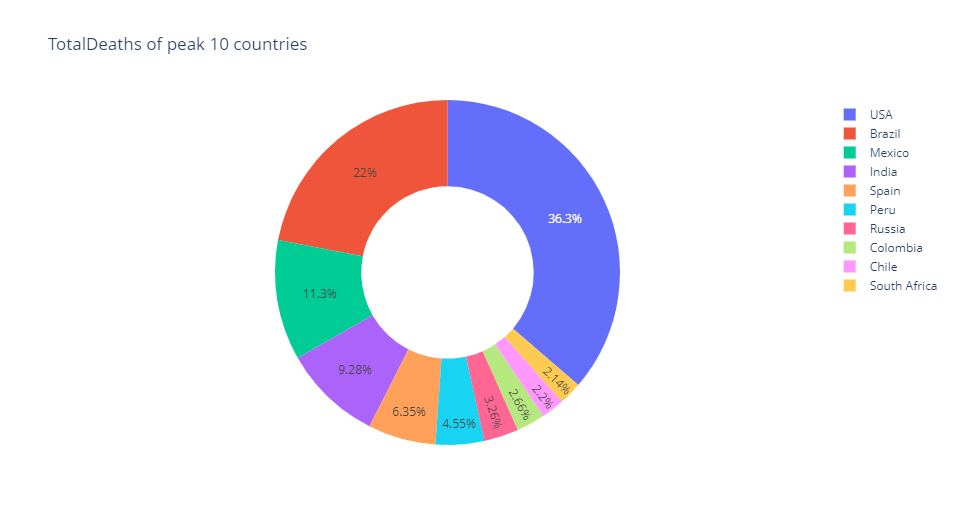 TotalDeaths of peak 10 countries
36.3%
22%
11.3%
9.28%
6.35%
4.55%
3.26%
2.66%
2.2%
2.14%
USA
Brazil
Mexico
India
Spain
Peru
Russia
Colombia
Chile
South Africa